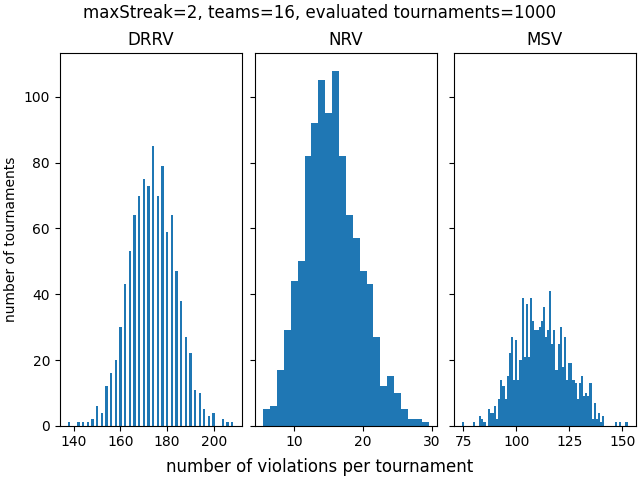 maxStreak=2, teams=16, evaluated tournaments=1000
DRRV NRV MSV
number of tournaments
100
80
60
40
20
0
140 160 180 200 10 20 30 75 100 125 150
number of violations per tournament